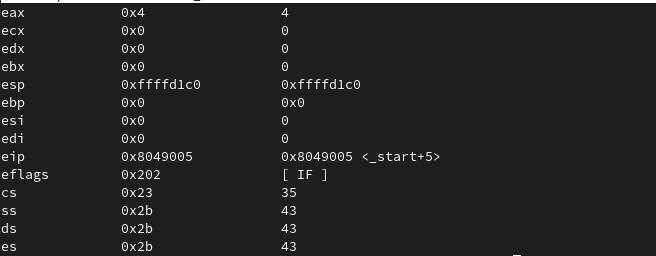 eax 0x4 4
ecx 0x0 0
edx 0x0 0
ebx 0x0 0
esp 0xffffd1c0 0xffffd1c0
ebp 0x0 0x0
esi 0x0 0
edi 0x0 0
eip 0x8049005 0x8049005 <_start+5>
eflags 0x202 [ IF ]
cs 0x23 35
ss 0x2b 43
ds 0x2b 43
es 0x2b 43